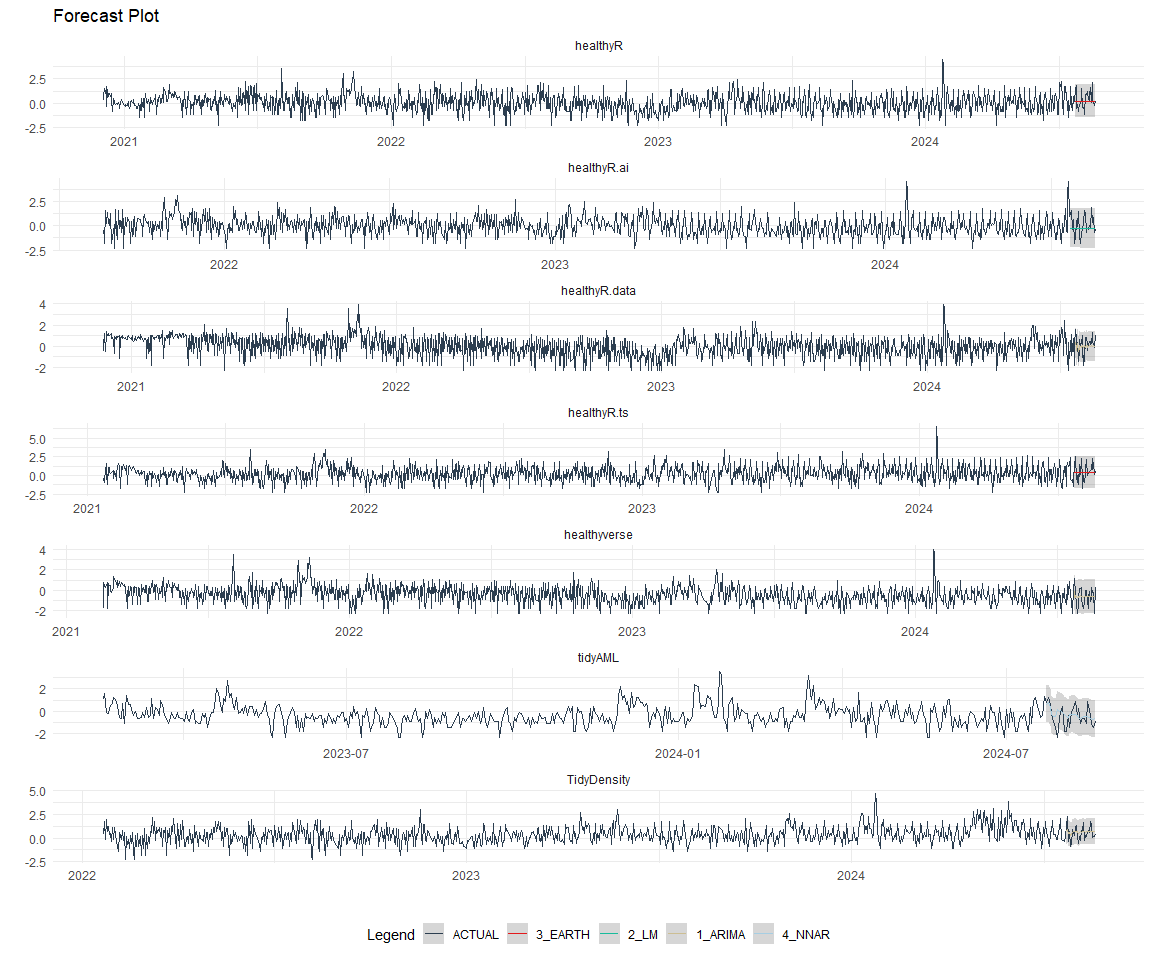 Forecast Plot
healthyR
2.5
0.0
-2.5
2021 2022 2023 2024
healthyR.ai
2.5
0.0
-2.5
2022 2023 2024
healthyR.data
4
2
0
-2
2021 2022 2023 2024
healthyR.ts
5.0
2.5
0.0
-2.5
2021 2022 2023 2024
healthyverse
4
2
0
-2
2021 2022 2023 2024
tidyAML
2
0
-2
2023-07 2024-01 2024-07
TidyDensity
5.0
2.5
0.0
-2.5
2022 2023 2024
Legend ACTUAL 3_EARTH 2_LM 1_ARIMA 4_NNAR